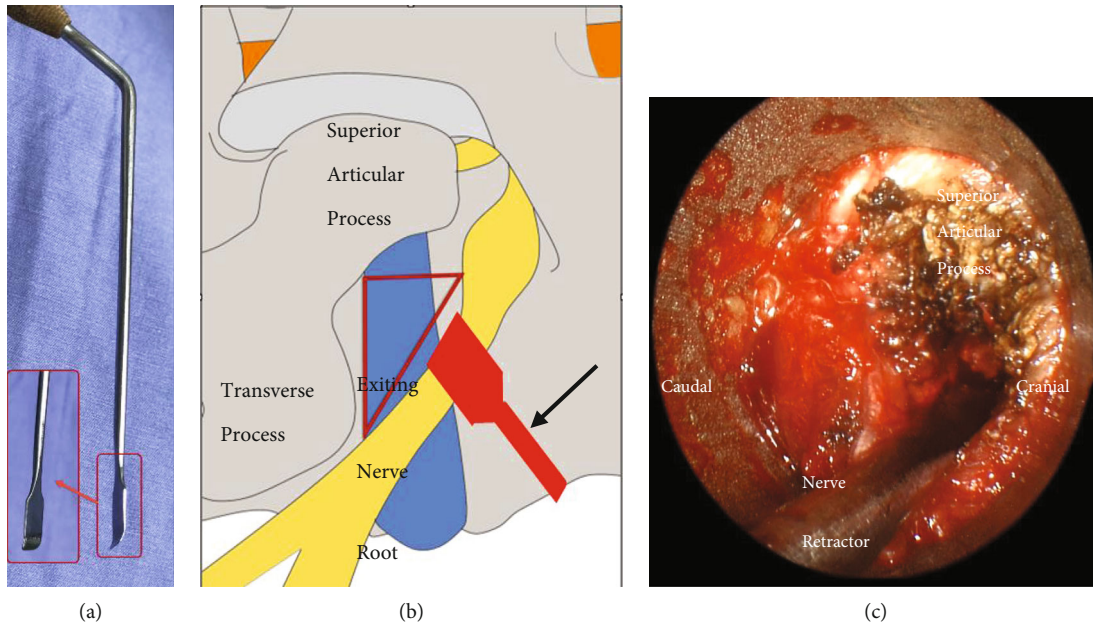 Superior
Articular
Process
Transverse
Process
Exiting
Nerve
Root
Superior
Articular
Process
Caudal
Cranial
Nerve
Retractor
(a)
(b)
(c)